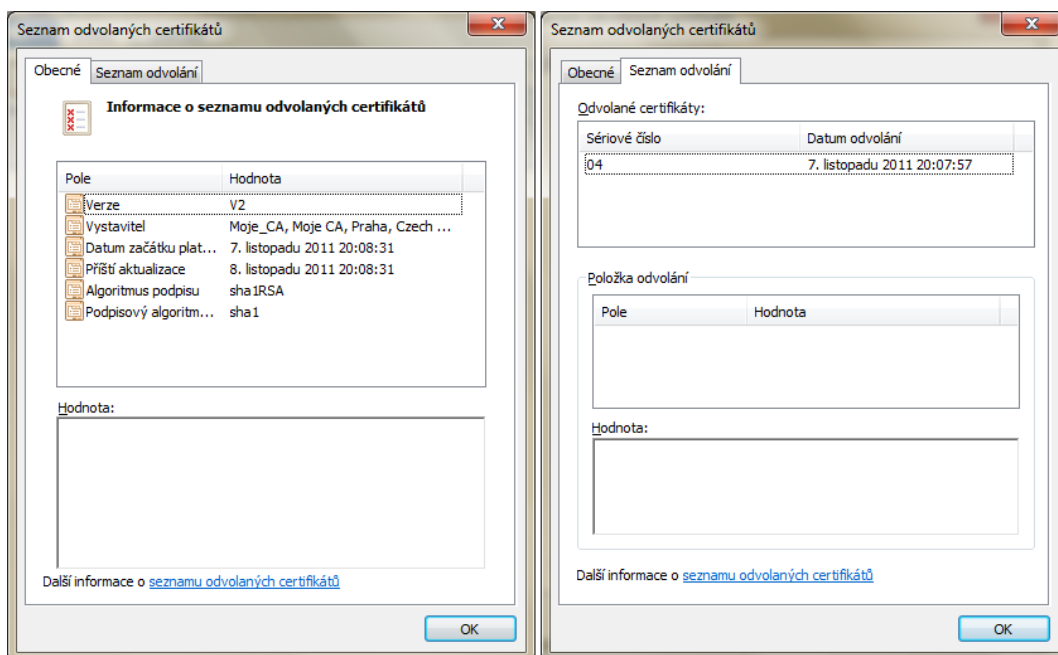 Seznam odvolaných certifikátů
Obecné Seznam odvolání
Informace o seznamu odvolaných certifikátů
Pole Hodnota
Verze V2
Vystavitel Moje_CA, Moje CA, Praha, Czech ...
Datum začátku plat... 7. listopadu 2011 20:08:31
Příští aktualizace 8. listopadu 2011 20:08:31
Algoritmus podpisu sha1RSA
Podpisový algoritm... sha1
Hodnota:
Další informace o seznamu odvolaných certifikátů
OK
Seznam odvolaných certifikátů
Obecné Seznam odvolání
Odvolané certifikáty:
Sériové číslo Datum odvolání
04 7. listopadu 2011 20:07:57
Položka odvolání
Pole Hodnota
Hodnota:
Další informace o seznamu odvolaných certifikátů
OK